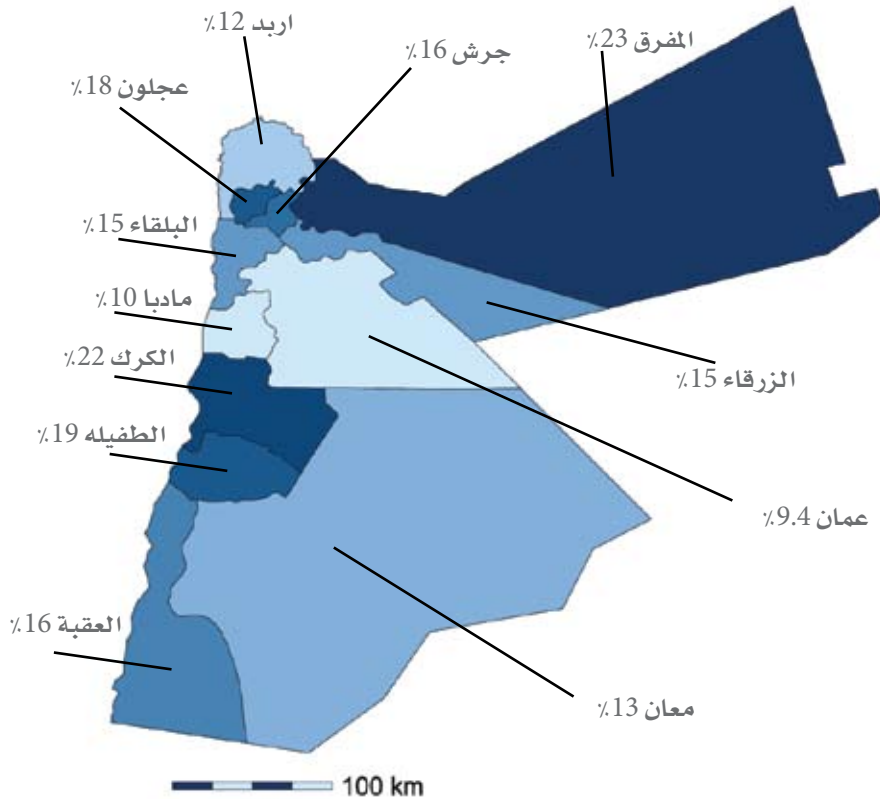 اربد 12٪
جرش 16٪
المفرق 23٪
عجلون 18٪
البلقاء 15٪
مادبا 10٪
الكرك 22٪
الزرقاء 15٪
الطفيله 19٪
عمان 9.4٪
العقبة 16٪
معان 13٪
100 km